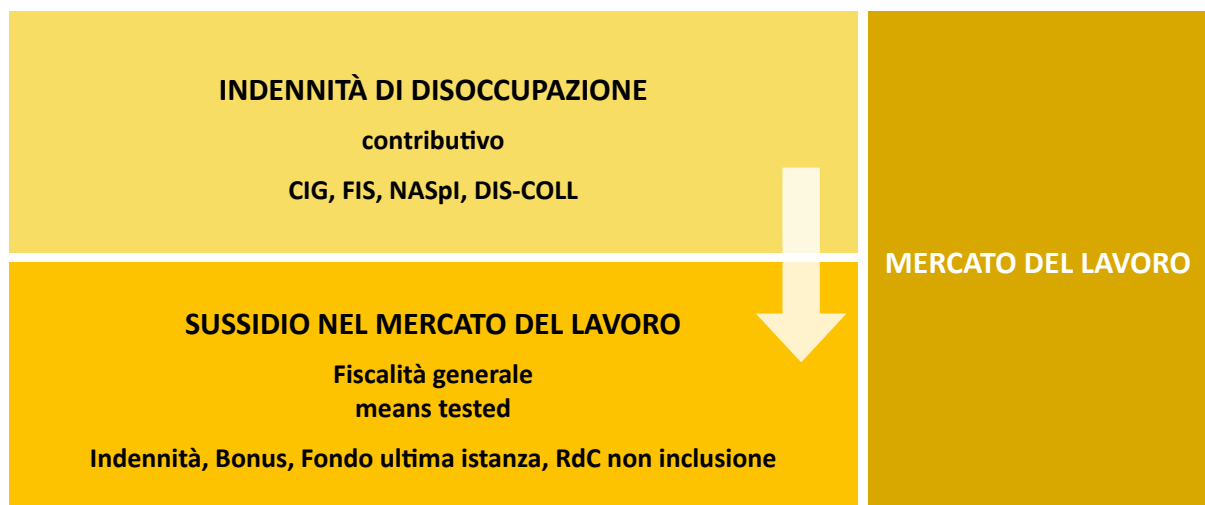 INDENNITÀ DI DISOCCUPAZIONE
contributivo
CIG, FIS, NASpI, DIS-COLL
SUSSIDIO NEL MERCATO DEL LAVORO
Fiscalità generale
means tested
Indennità, Bonus, Fondo ultima istanza, RdC non inclusione
MERCATO DEL LAVORO